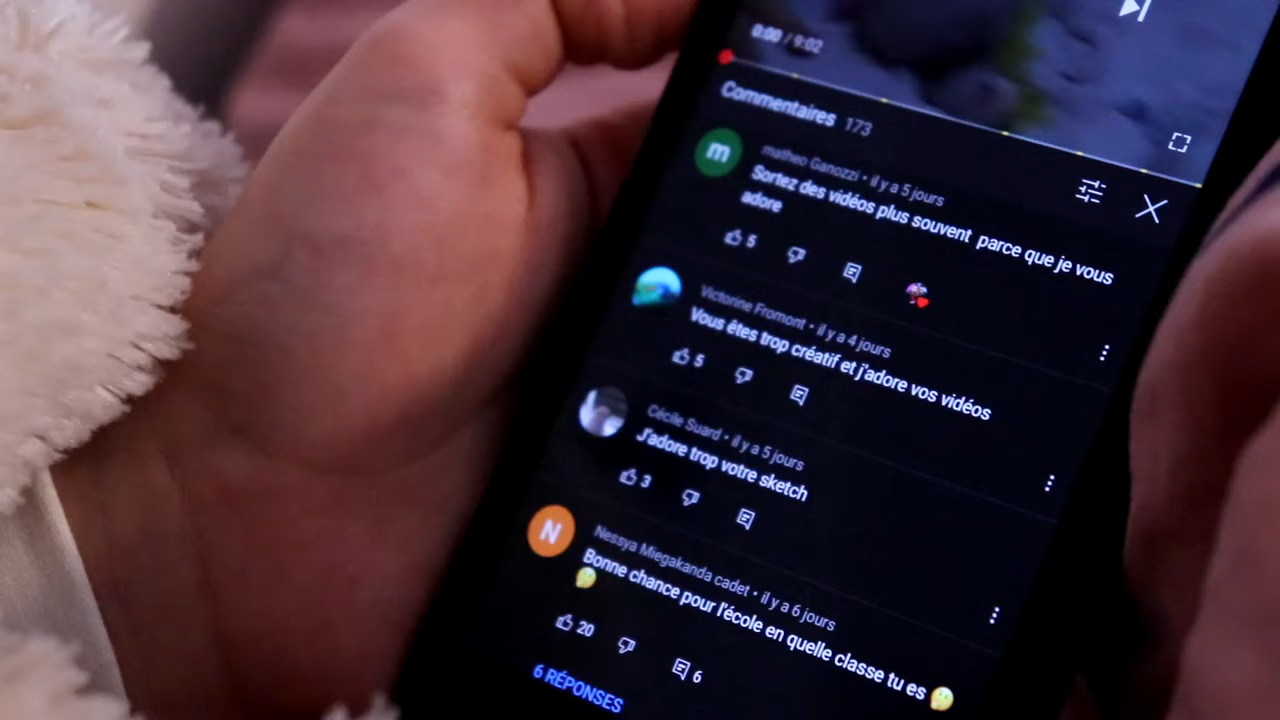 0:00 / 9:02
Commentaires 173
m
matheo Ganozzi • il y a 5 jours
Sortez des vidéos plus souvent parce que je vous
adore
5
Victorine Fromont • il y a 4 jours
Vous êtes trop créatif et j'adore vos vidéos
5
Cécile Suard • il y a 5 jours
J'adore trop votre sketch
3
N
Nessya Miegakanda cadet • il y a 6 jours
Bonne chance pour l'école en quelle classe tu es 🤔
🤔
20
6
6 RÉPONSES